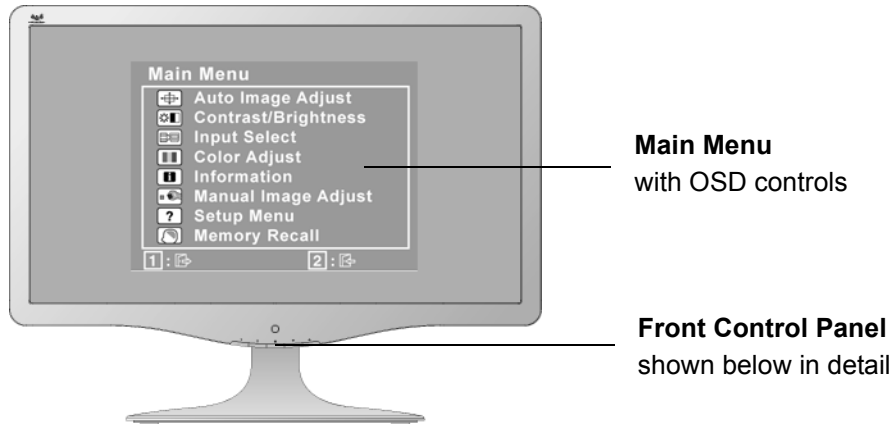 Main Menu
Auto Image Adjust
Contrast/Brightness
Input Select
Color Adjust
Information
Manual Image Adjust
? Setup Menu
Memory Recall
1 : 2 :
Main Menu
with OSD controls
Front Control Panel
shown below in detail